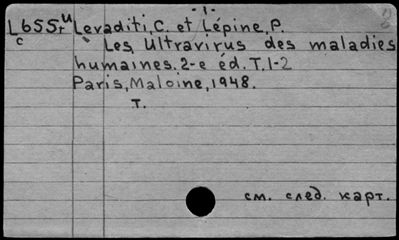 -1-
L655r u Levaditi, C. et Lépine, P.
c Les Ultravirus des maladies
humaines. 2-e éd. T. 1-2
Paris, Maloine, 1948.
т.
см. след. карт.